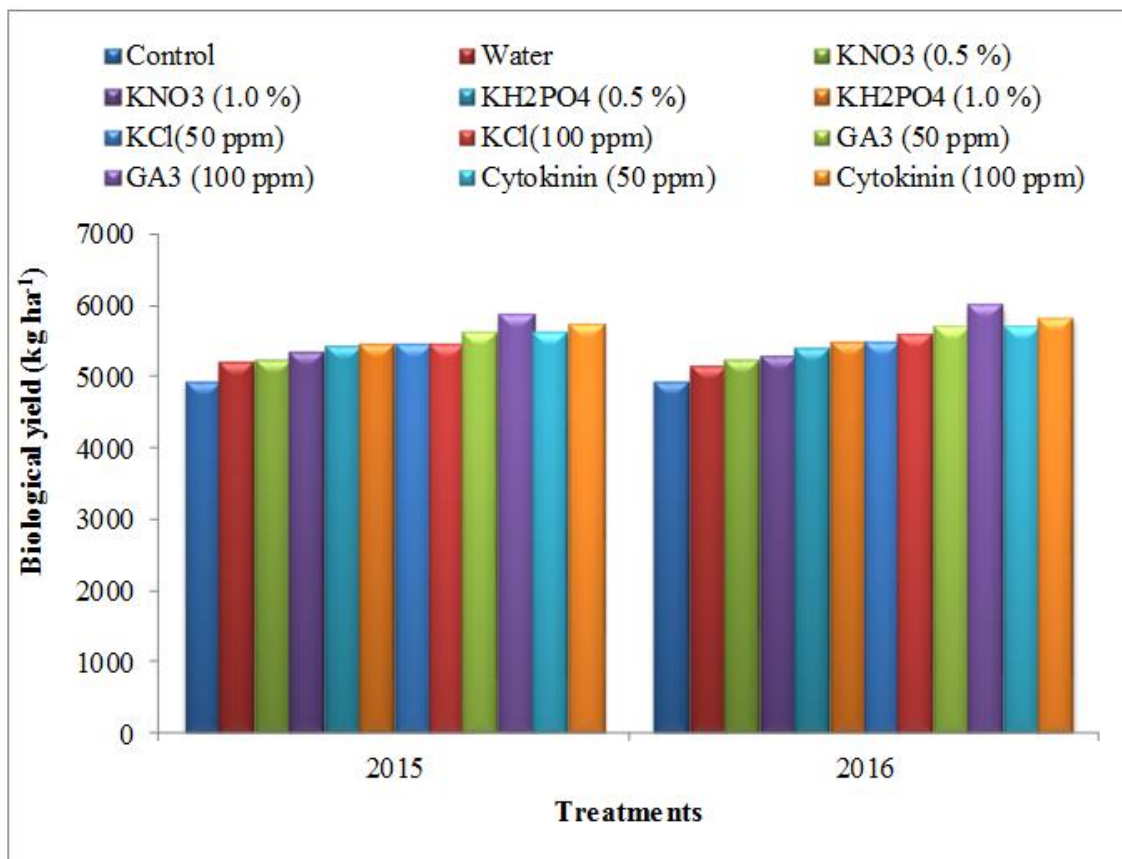 Control Water KNO3 (0.5 %)
KNO3 (1.0 %) KH2PO4 (0.5 %) KH2PO4 (1.0 %)
KCl(50 ppm) KCl(100 ppm) GA3 (50 ppm)
GA3 (100 ppm) Cytokinin (50 ppm) Cytokinin (100 ppm)
Biological yield (kg ha⁻¹)
7000
6000
5000
4000
3000
2000
1000
0
2015 2016
Treatments